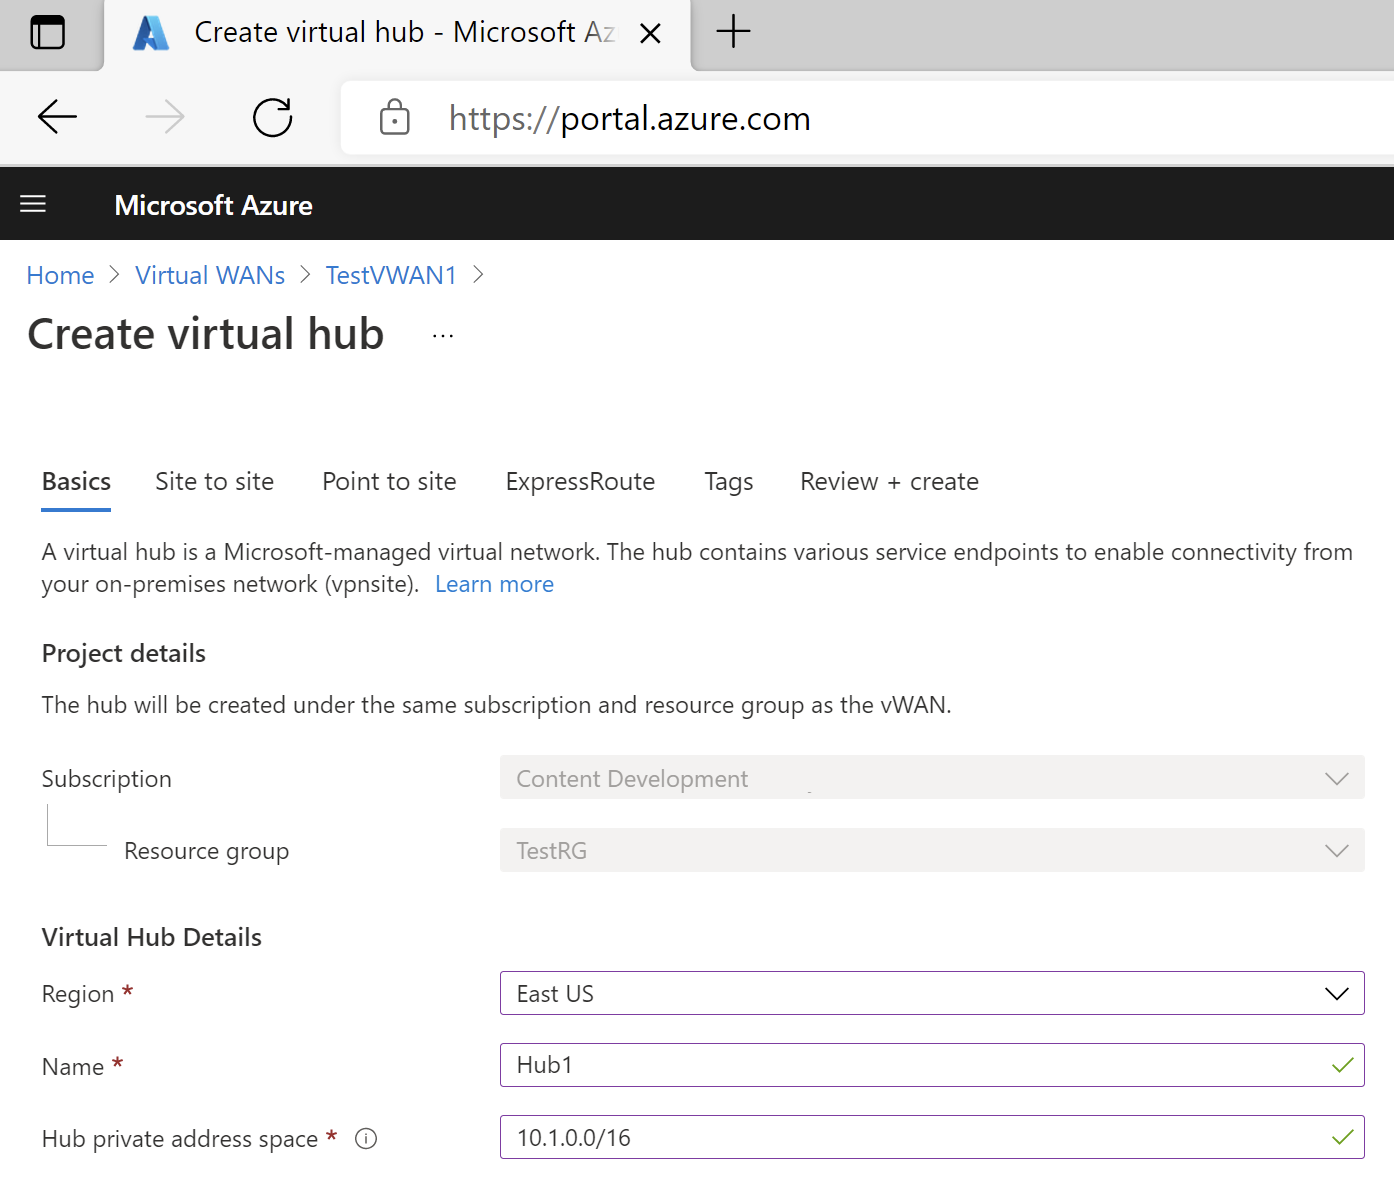 Create virtual hub - Microsoft Az
https://portal.azure.com
Microsoft Azure
Home > Virtual WANs > TestVWAN1 >
Create virtual hub ...
Basics Site to site Point to site ExpressRoute Tags Review + create
A virtual hub is a Microsoft-managed virtual network. The hub contains various service endpoints to enable connectivity from
your on-premises network (vpnsite). Learn more
Project details
The hub will be created under the same subscription and resource group as the vWAN.
Subscription Content Development
Resource group TestRG
Virtual Hub Details
Region * East US
Name * Hub1
Hub private address space * 10.1.0.0/16